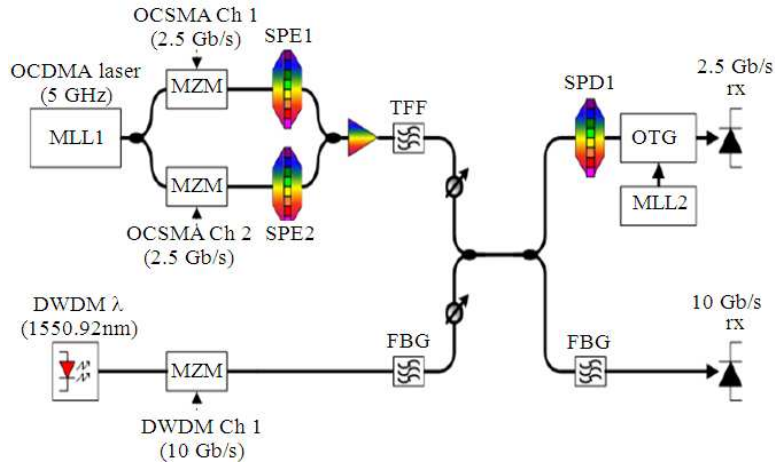 OCSMA Ch 1
(2.5 Gb/s)
SPE1
OCDMA laser
(5 GHz)
MZM
MLL1
TFF
SPD1
2.5 Gb/s
rx
OTG
MZM
MLL2
OCSMA Ch 2
(2.5 Gb/s)
SPE2
DWDM λ
(1550.92nm)
MZM
FBG
FBG
10 Gb/s
rx
DWDM Ch 1
(10 Gb/s)